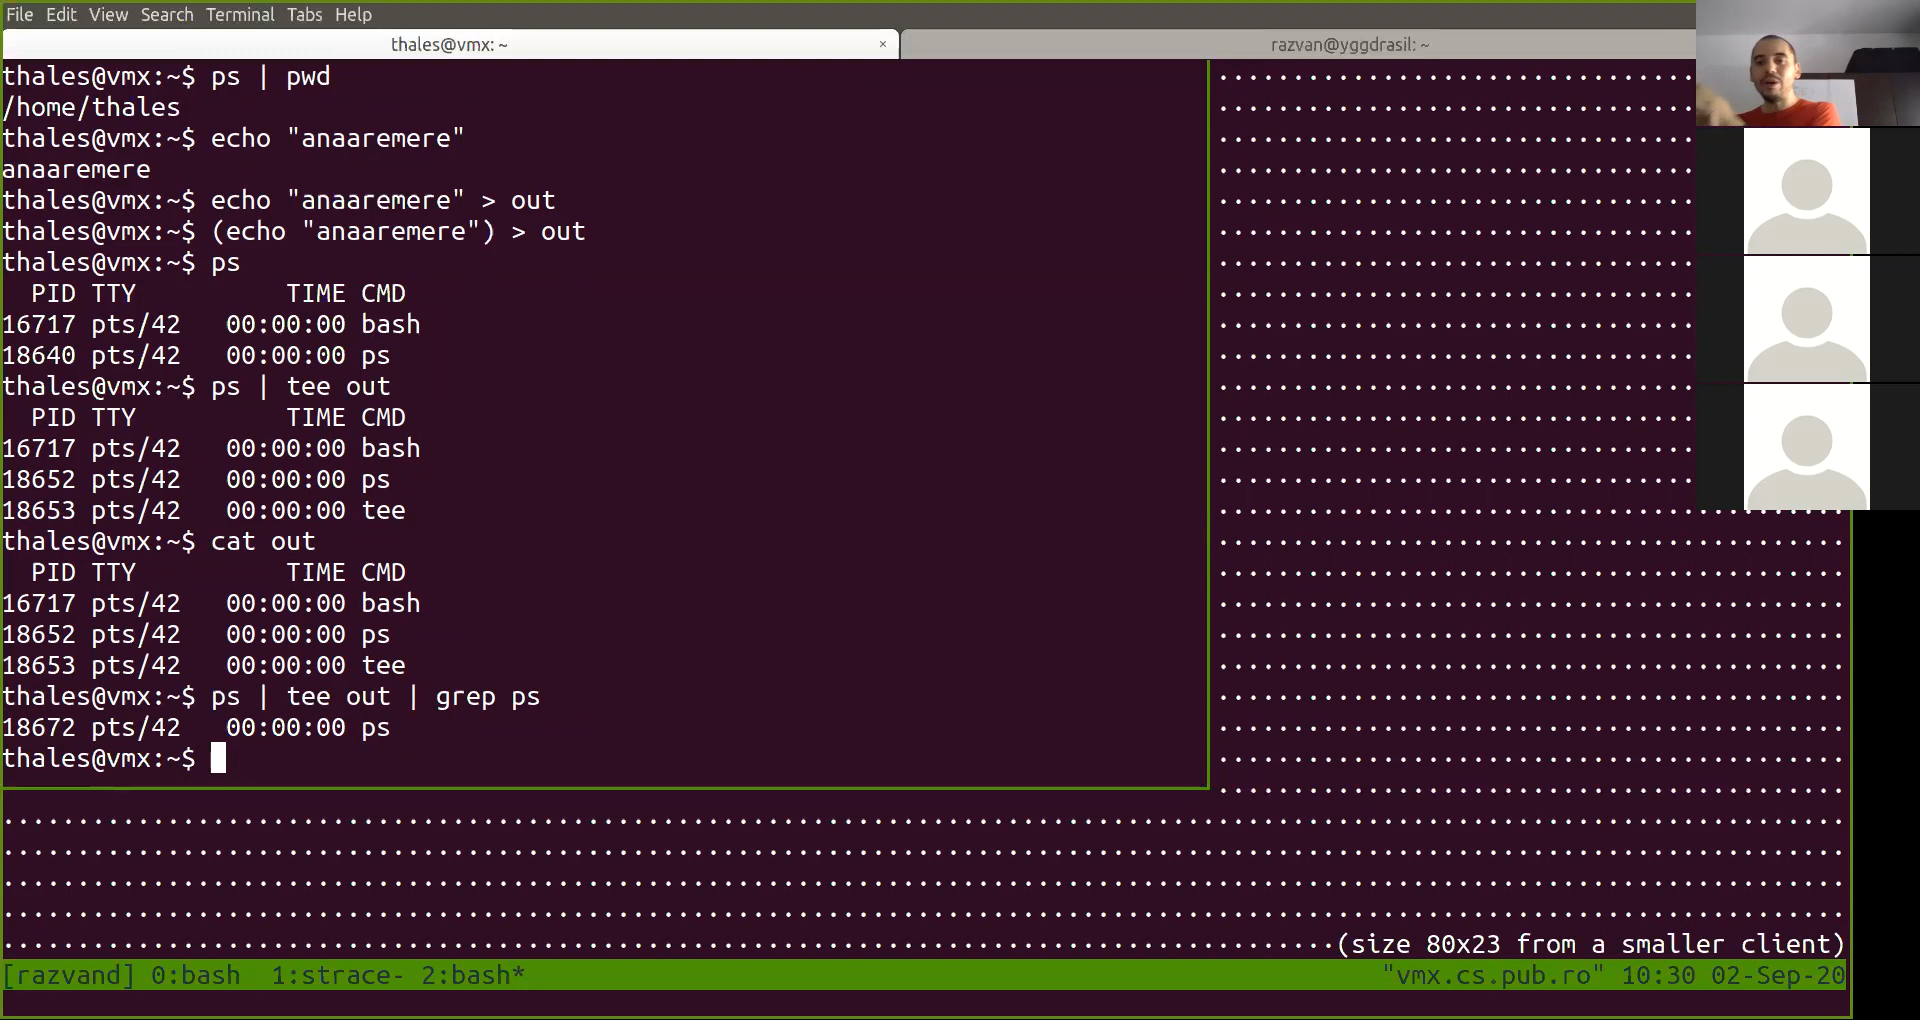 File Edit View Search Terminal Tabs Help
thales@vmx: ~ × razvan@yggdrasil: ~
thales@vmx:~$ ps | pwd
/home/thales
thales@vmx:~$ echo "anaaremere"
anaaremere
thales@vmx:~$ echo "anaaremere" > out
thales@vmx:~$ (echo "anaaremere") > out
thales@vmx:~$ ps
  PID TTY          TIME CMD
16717 pts/42   00:00:00 bash
18640 pts/42   00:00:00 ps
thales@vmx:~$ ps | tee out
  PID TTY          TIME CMD
16717 pts/42   00:00:00 bash
18652 pts/42   00:00:00 ps
18653 pts/42   00:00:00 tee
thales@vmx:~$ cat out
  PID TTY          TIME CMD
16717 pts/42   00:00:00 bash
18652 pts/42   00:00:00 ps
18653 pts/42   00:00:00 tee
thales@vmx:~$ ps | tee out | grep ps
18672 pts/42   00:00:00 ps
thales@vmx:~$
(size 80x23 from a smaller client)
[razvand] 0:bash  1:strace- 2:bash* "vmx.cs.pub.ro" 10:30 02-Sep-20